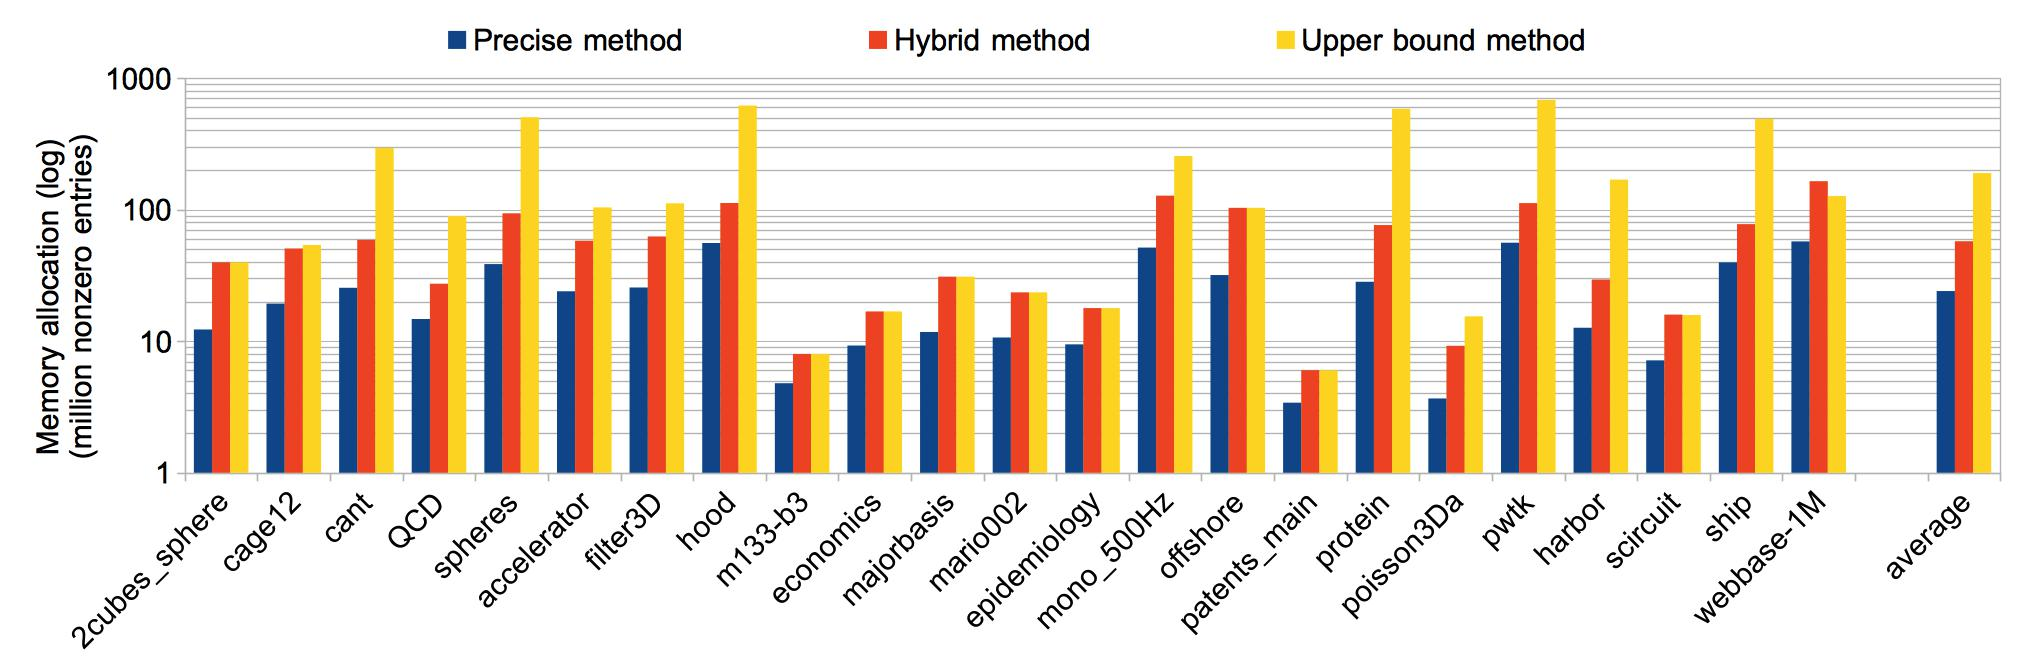 Precise method
Hybrid method
Upper bound method
Memory allocation (log)
(million nonzero entries)
1000
100
10
1
2cubes_sphere
cage12
cant
QCD
spheres
accelerator
filter3D
hood
m133-b3
economics
majorbasis
mario002
epidemiology
mono_500Hz
offshore
patents_main
protein
poisson3Da
pwtk
harbor
scircuit
ship
webbase-1M
average